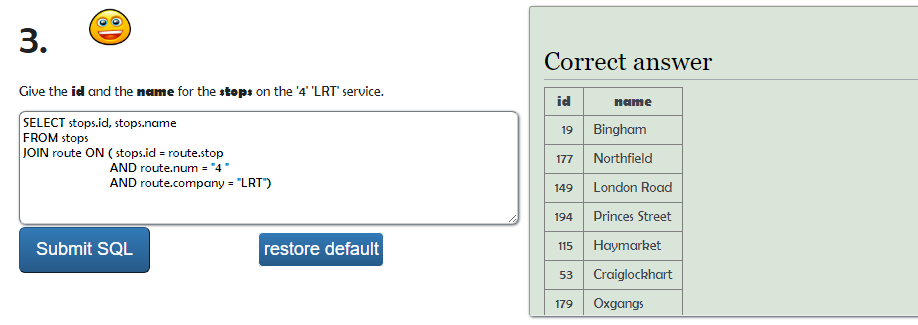 3.
Give the id and the name for the stops on the '4' 'LRT' service.
SELECT stops.id, stops.name
FROM stops
JOIN route ON ( stops.id = route.stop
AND route.num = "4 "
AND route.company = "LRT")
Submit SQL
restore default
Correct answer
id name
19 Bingham
177 Northfield
149 London Road
194 Princes Street
115 Haymarket
53 Craiglockhart
179 Oxgangs